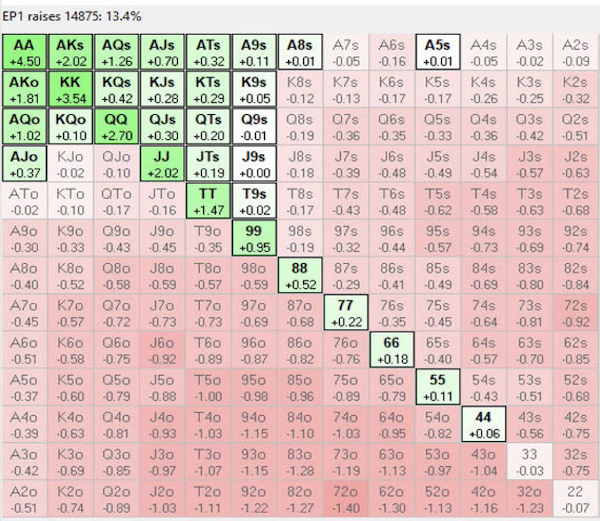 EP1 raises 14875: 13.4%
AA AKs AQs AJs ATs A9s A8s A7s A6s A5s A4s A3s A2s
+4.50 +2.02 +1.26 +0.70 +0.32 +0.11 +0.01 -0.05 -0.16 +0.01 -0.05 -0.02 -0.09
AKo KK KQs KJs KTs K9s K8s K7s K6s K5s K4s K3s K2s
+1.81 +3.54 +0.42 +0.28 +0.29 +0.05 -0.12 -0.13 -0.17 -0.17 -0.26 -0.25 -0.32
AQo KQo QQ QJs QTs Q9s Q8s Q7s Q6s Q5s Q4s Q3s Q2s
+1.02 +0.10 +2.70 +0.30 +0.20 -0.01 -0.19 -0.36 -0.35 -0.33 -0.36 -0.42 -0.51
AJo KJo QJo JJ JTs J9s J8s J7s J6s J5s J4s J3s J2s
+0.37 -0.02 -0.10 +2.02 +0.19 +0.00 -0.18 -0.39 -0.48 -0.49 -0.54 -0.57 -0.63
ATo KTo QTo JTo TT T9s T8s T7s T6s T5s T4s T3s T2s
-0.02 -0.10 -0.17 -0.16 +1.47 +0.02 -0.17 -0.43 -0.48 -0.62 -0.58 -0.63 -0.68
A9o K9o Q9o J9o T9o 99 98s 97s 96s 95s 94s 93s 92s
-0.30 -0.33 -0.43 -0.45 -0.35 +0.95 -0.19 -0.32 -0.44 -0.57 -0.73 -0.69 -0.74
A8o K8o Q8o J8o T8o 98o 88 87s 86s 85s 84s 83s 82s
-0.40 -0.52 -0.58 -0.59 -0.57 -0.59 +0.52 -0.29 -0.41 -0.49 -0.69 -0.80 -0.84
A7o K7o Q7o J7o T7o 97o 87o 77 76s 75s 74s 73s 72s
-0.45 -0.57 -0.72 -0.73 -0.73 -0.69 -0.68 +0.22 -0.35 -0.45 -0.64 -0.81 -0.92
A6o K6o Q6o J6o T6o 96o 86o 76o 66 65s 64s 63s 62s
-0.51 -0.58 -0.75 -0.92 -0.89 -0.87 -0.82 -0.76 +0.18 -0.40 -0.57 -0.70 -0.85
A5o K5o Q5o J5o T5o 95o 85o 75o 65o 55 54s 53s 52s
-0.37 -0.60 -0.79 -0.88 -1.00 -0.98 -0.96 -0.89 -0.79 +0.11 -0.43 -0.51 -0.68
A4o K4o Q4o J4o T4o 94o 84o 74o 64o 54o 44 43s 42s
-0.39 -0.63 -0.81 -0.93 -1.03 -1.15 -1.10 -1.03 -0.95 -0.82 +0.06 -0.56 -0.75
A3o K3o Q3o J3o T3o 93o 83o 73o 63o 53o 43o 33 32s
-0.42 -0.69 -0.85 -0.97 -1.07 -1.15 -1.28 -1.19 -1.13 -0.97 -1.04 -0.03 -0.75
A2o K2o Q2o J2o T2o 92o 82o 72o 62o 52o 42o 32o 22
-0.51 -0.74 -0.89 -1.03 -1.11 -1.22 -1.27 -1.40 -1.30 -1.13 -1.16 -1.23 -0.07